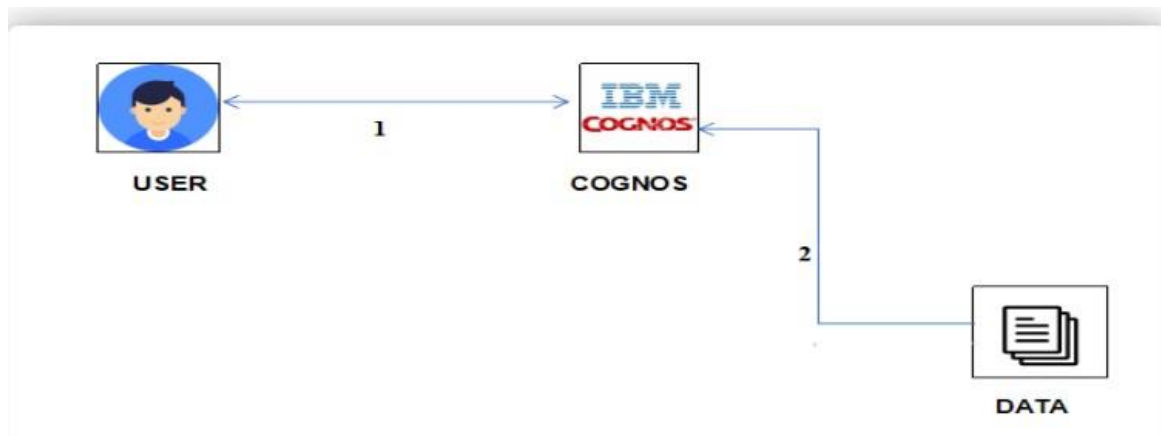 IBM
COGNOS
1
USER
COGNOS
2
DATA